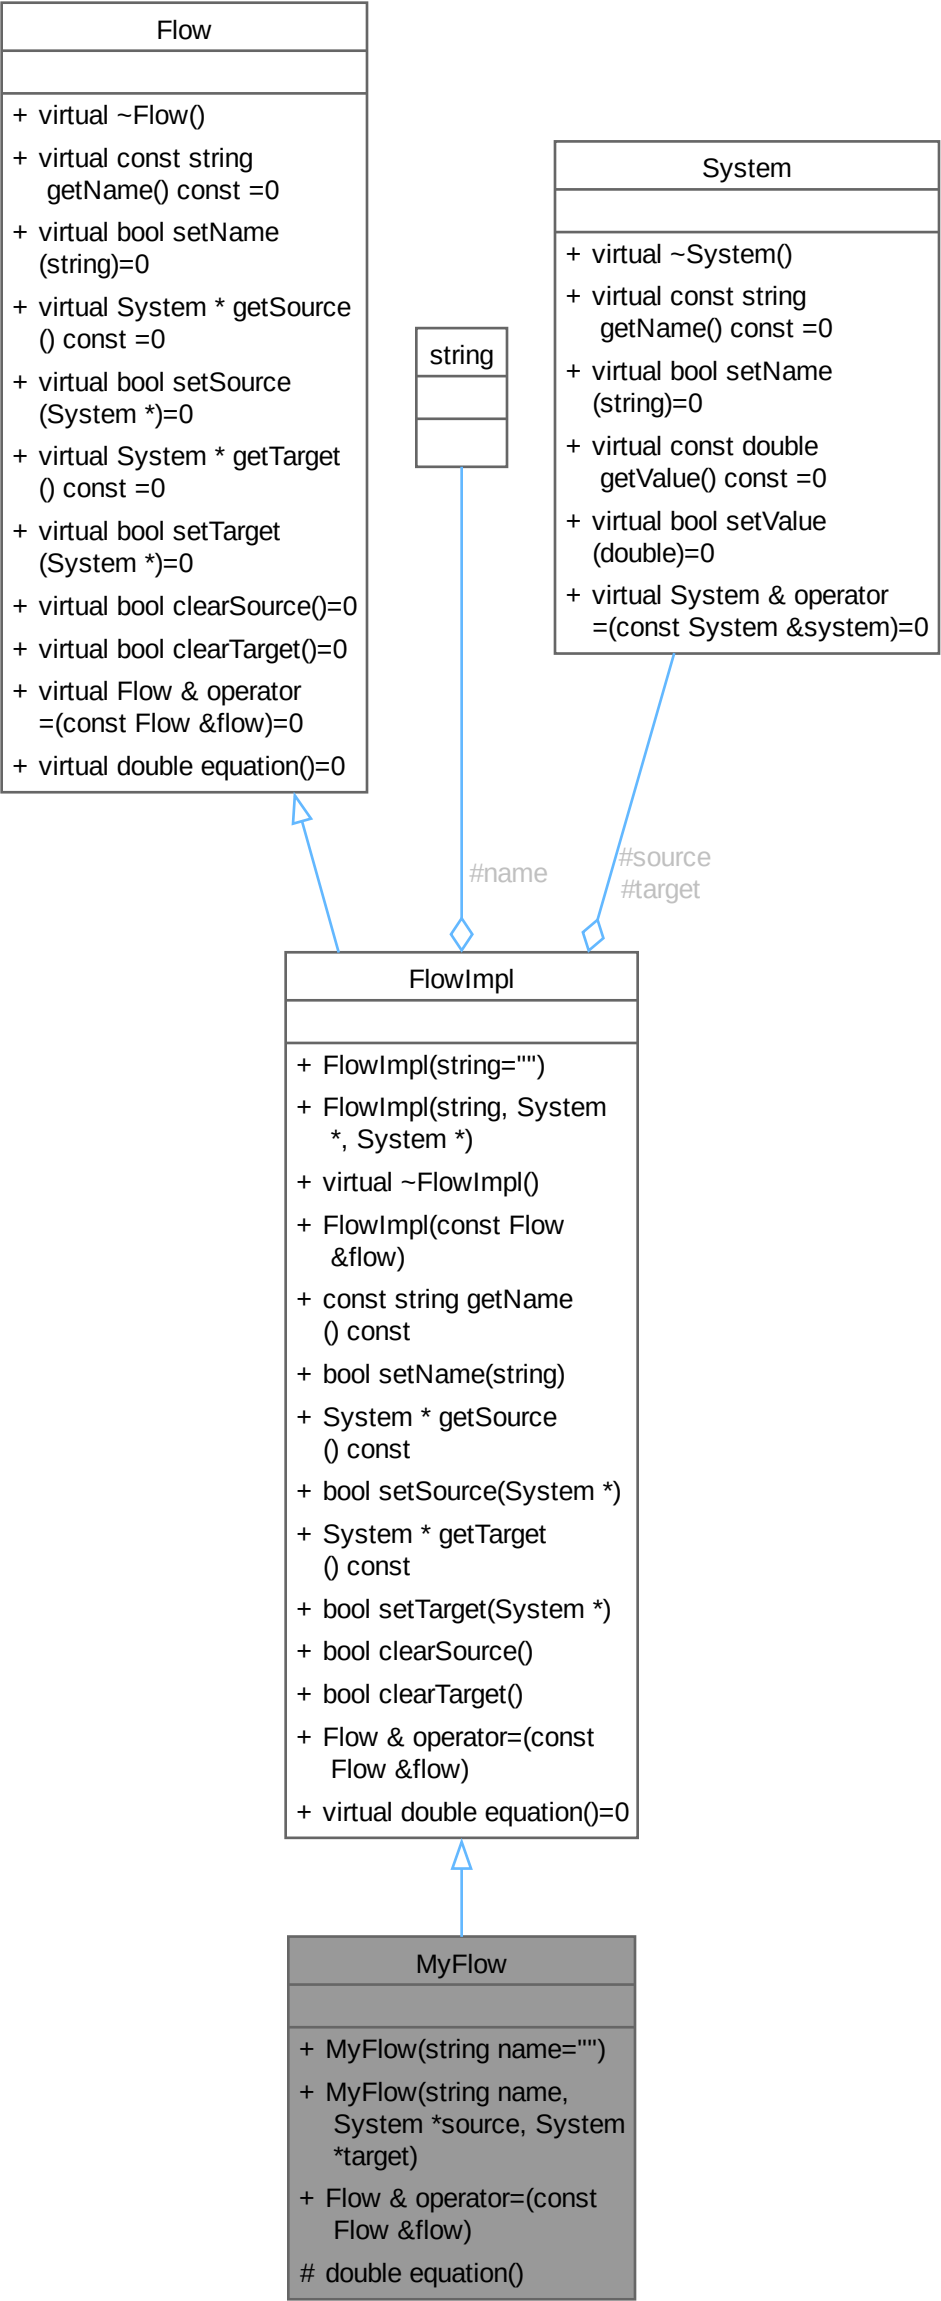 Flow
+ virtual ~Flow()
+ virtual const string
getName() const =0
+ virtual bool setName
(string)=0
+ virtual System * getSource
() const =0
+ virtual bool setSource
(System *)=0
+ virtual System * getTarget
() const =0
+ virtual bool setTarget
(System *)=0
+ virtual bool clearSource()=0
+ virtual bool clearTarget()=0
+ virtual Flow & operator
=(const Flow &flow)=0
+ virtual double equation()=0
string
System
+ virtual ~System()
+ virtual const string
getName() const =0
+ virtual bool setName
(string)=0
+ virtual const double
getValue() const =0
+ virtual bool setValue
(double)=0
+ virtual System & operator
=(const System &system)=0
#name
#source
#target
FlowImpl
+ FlowImpl(string="")
+ FlowImpl(string, System
*, System *)
+ virtual ~FlowImpl()
+ FlowImpl(const Flow
&flow)
+ const string getName
() const
+ bool setName(string)
+ System * getSource
() const
+ bool setSource(System *)
+ System * getTarget
() const
+ bool setTarget(System *)
+ bool clearSource()
+ bool clearTarget()
+ Flow & operator=(const
Flow &flow)
+ virtual double equation()=0
MyFlow
+ MyFlow(string name="")
+ MyFlow(string name,
System *source, System
*target)
+ Flow & operator=(const
Flow &flow)
# double equation()